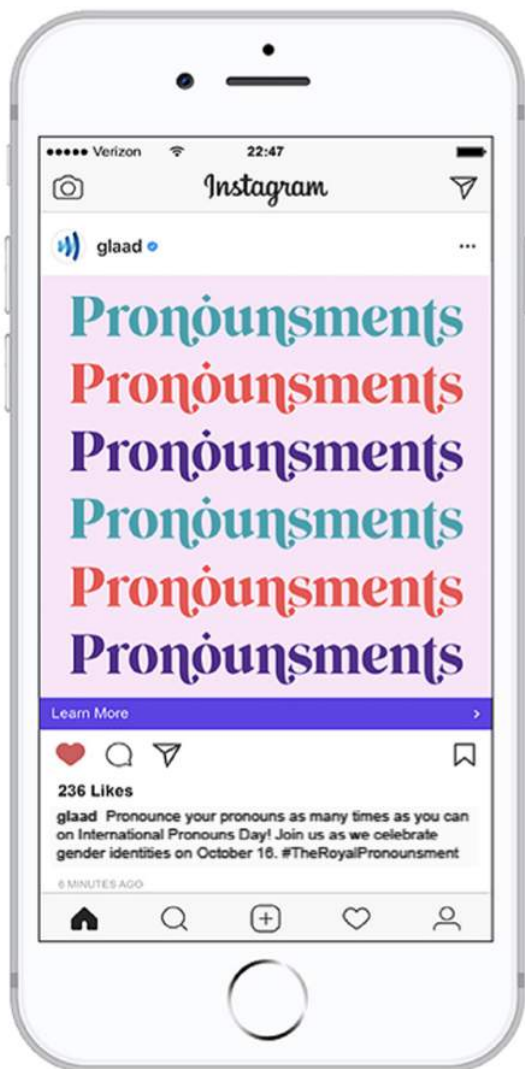 Verizon 22:47
Instagram
glaad
Pronounsments
Pronounsments
Pronounsments
Pronounsments
Pronounsments
Pronounsments
Learn More
236 Likes
glaad Pronounce your pronouns as many times as you can
on International Pronouns Day! Join us as we celebrate
gender identities on October 16. #TheRoyalPronounsment
6 MINUTES AGO